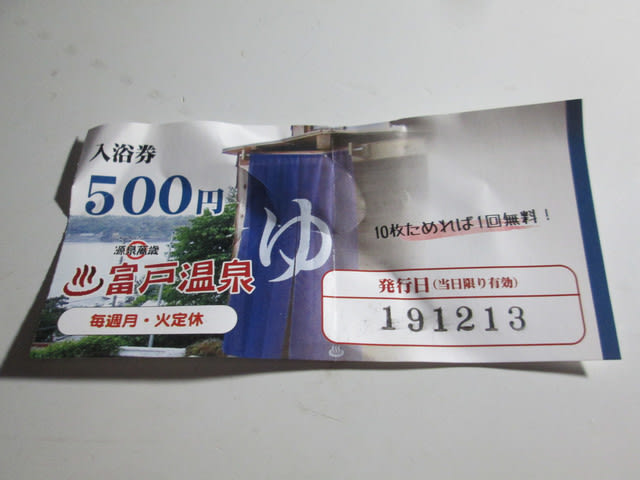 入浴券
500円
源泉
♨富戸温泉
毎週月・火定休
ゆ
10枚ためれば1回無料!
発行日(当日限り有効)
191213